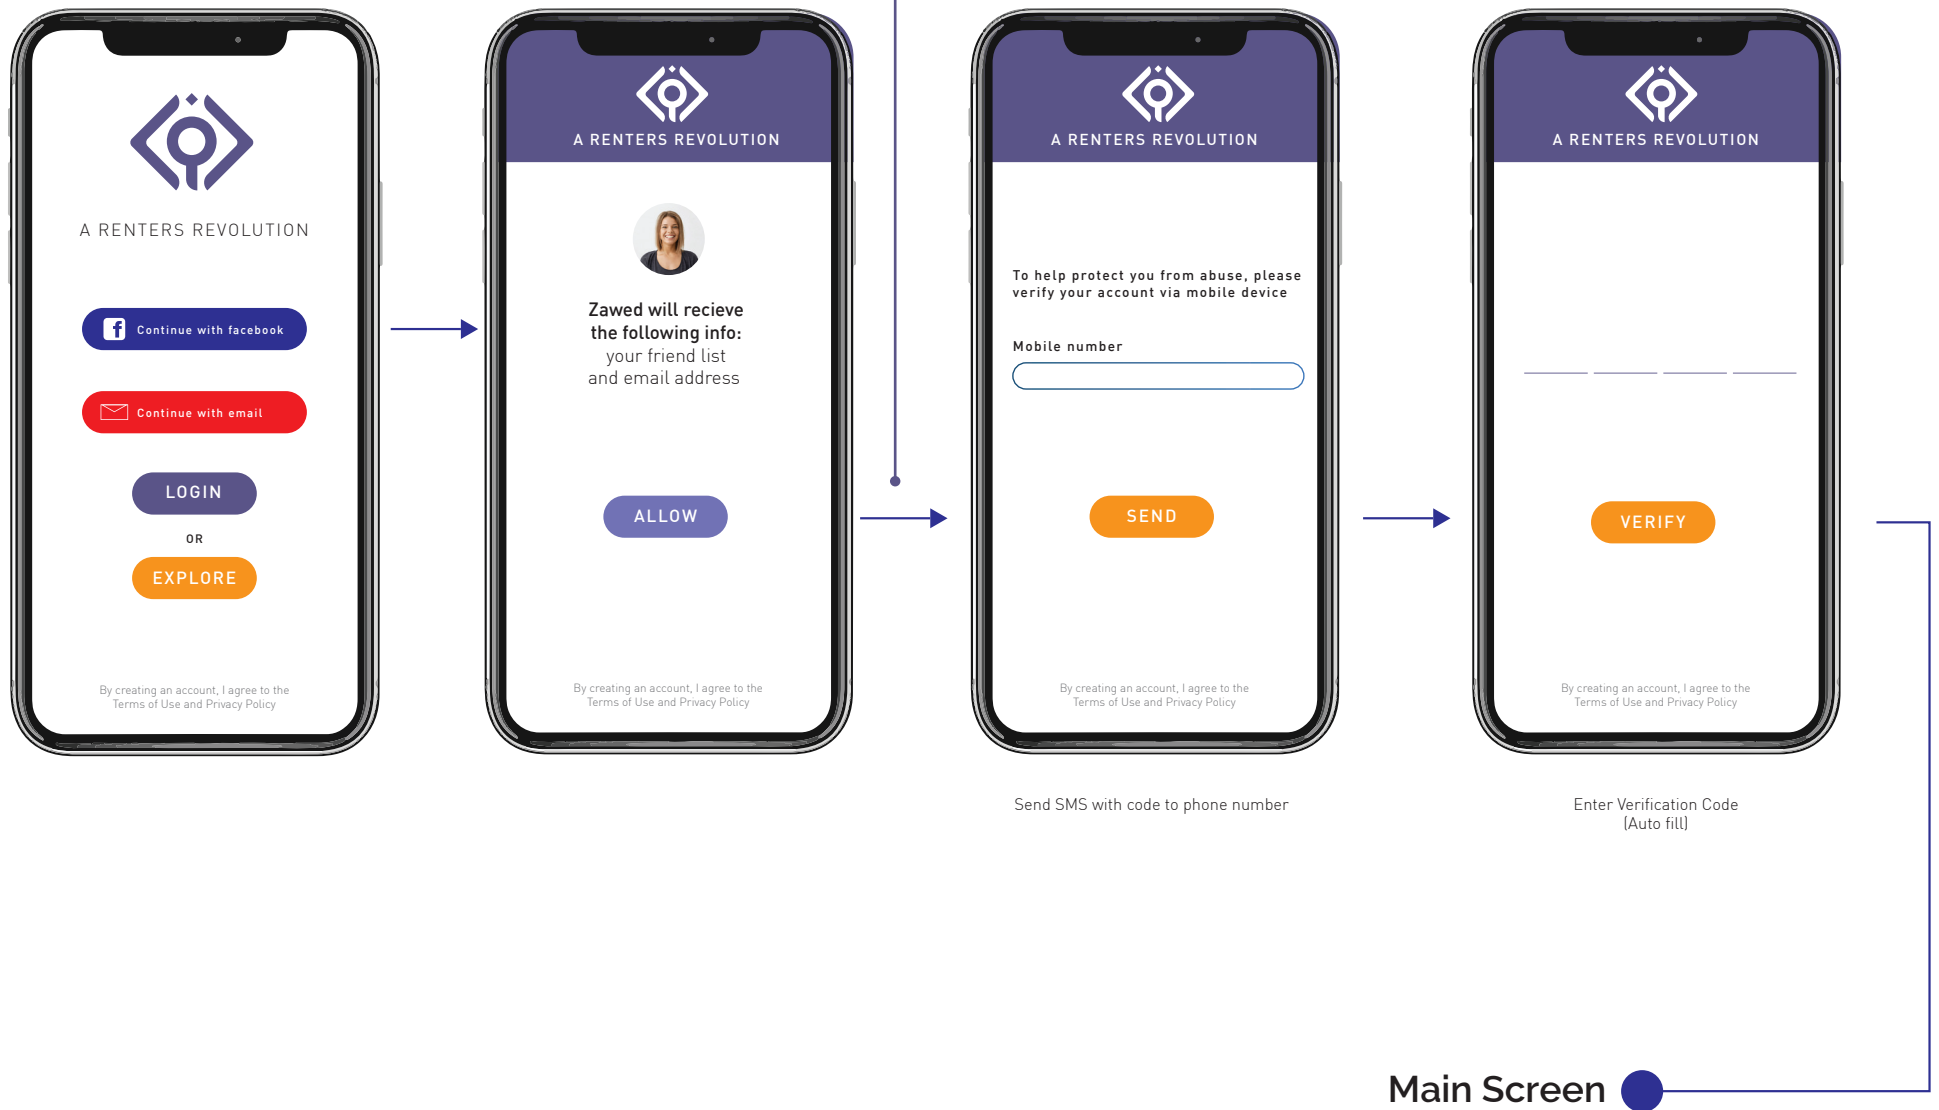 A RENTERS REVOLUTION
Continue with facebook
Continue with email
LOGIN
OR
EXPLORE
By creating an account, I agree to the
Terms of Use and Privacy Policy
A RENTERS REVOLUTION
Zawed will recieve
the following info:
your friend list
and email address
ALLOW
By creating an account, I agree to the
Terms of Use and Privacy Policy
A RENTERS REVOLUTION
To help protect you from abuse, please
verify your account via mobile device
Mobile number
SEND
By creating an account, I agree to the
Terms of Use and Privacy Policy
Send SMS with code to phone number
A RENTERS REVOLUTION
VERIFY
By creating an account, I agree to the
Terms of Use and Privacy Policy
Enter Verification Code
(Auto fill)
Main Screen